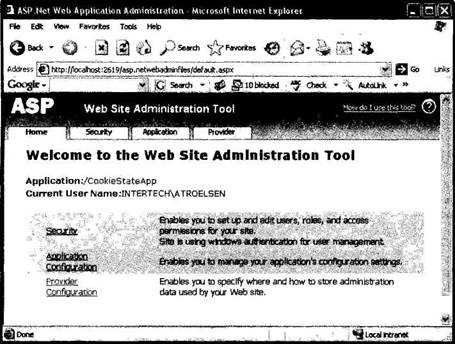 ASP.Net Web Application Administration - Microsoft Internet Explorer
File Edit View Favorites Tools Help
Back Search Favorites
Address http://localhost:2619/asp.netwebadminfiles/default.aspx Go Links
Google Search 10 blocked Check AutoLink
ASP Web Site Administration Tool How do I use this tool? ?
Home Security Application Provider
Welcome to the Web Site Administration Tool
Application:/CookieStateApp
Current User Name:INTERTECH\ATROELSEN
Enables you to set up and edit users, roles, and access
Security permissions for your site.
Site is using windows authentication for user management.
Application
Configuration Enables you to manage your application's configuration settings.
Provider Enables you to specify where and how to store administration
Configuration data used by your Web site.
Done Local intranet